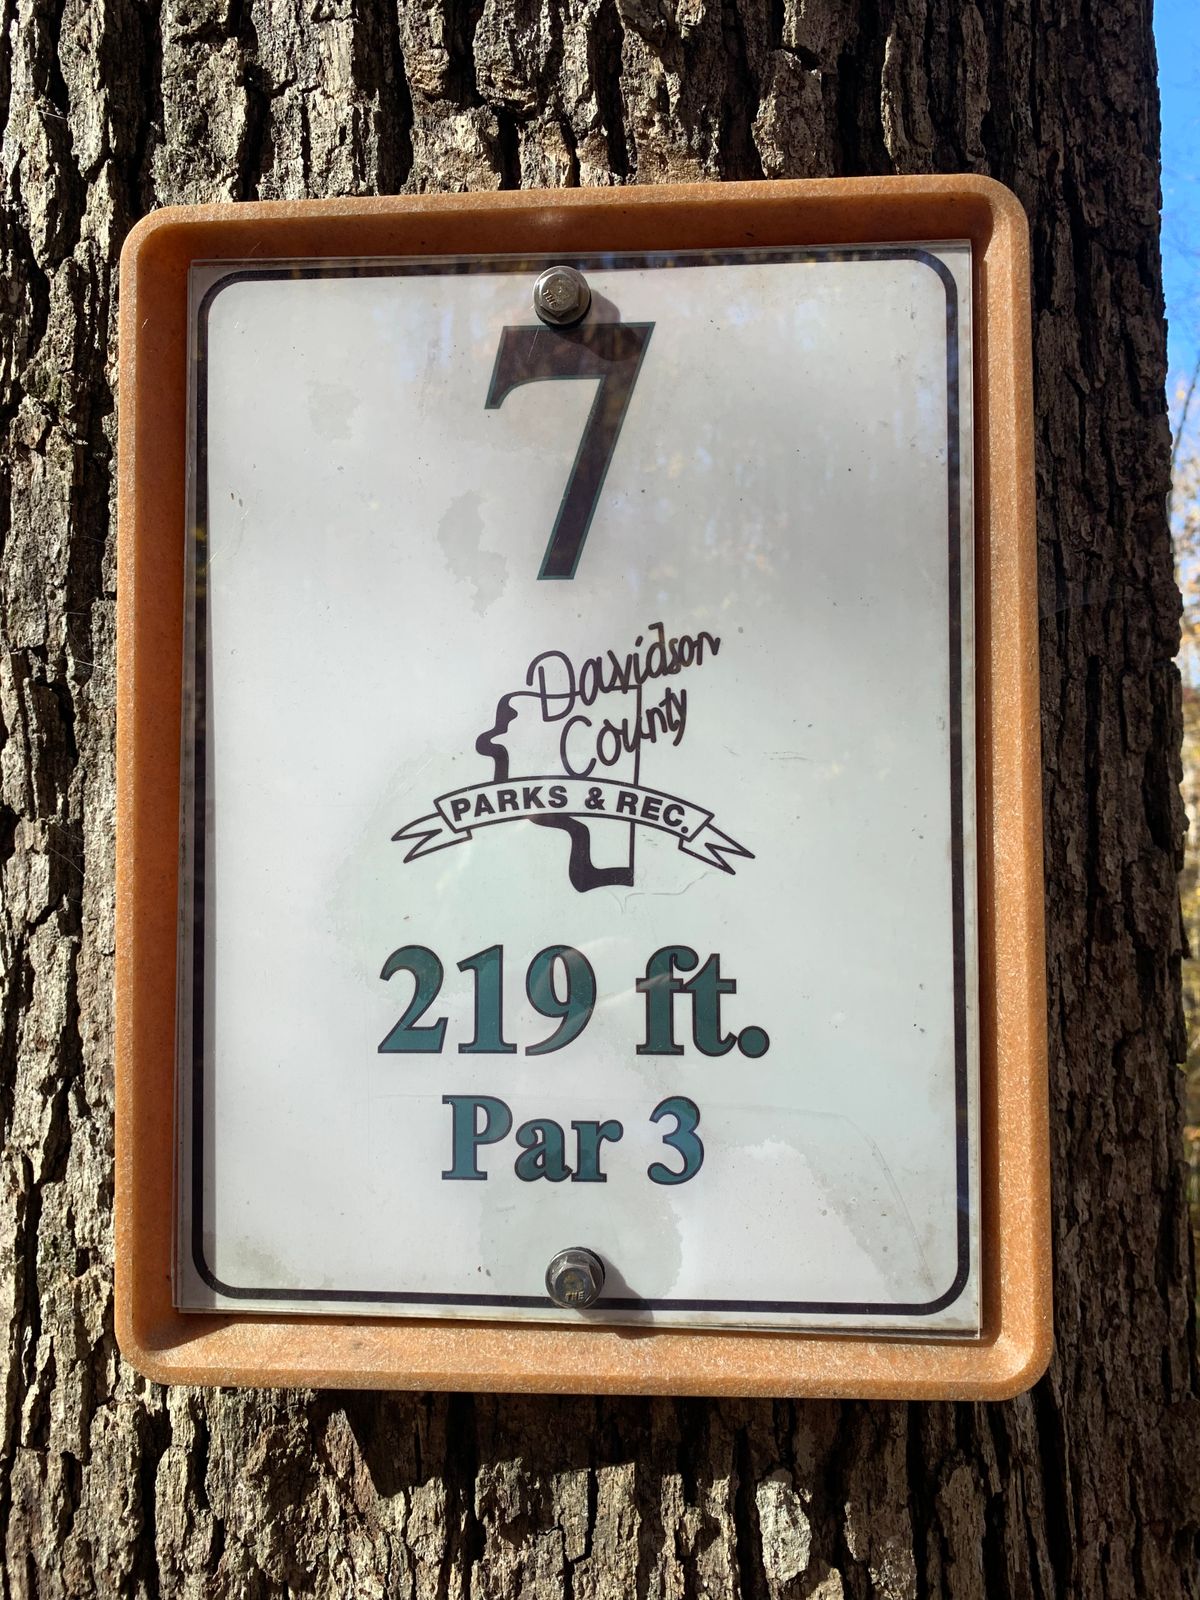 7
Davidson
County
PARKS & REC.
219 ft.
Par 3